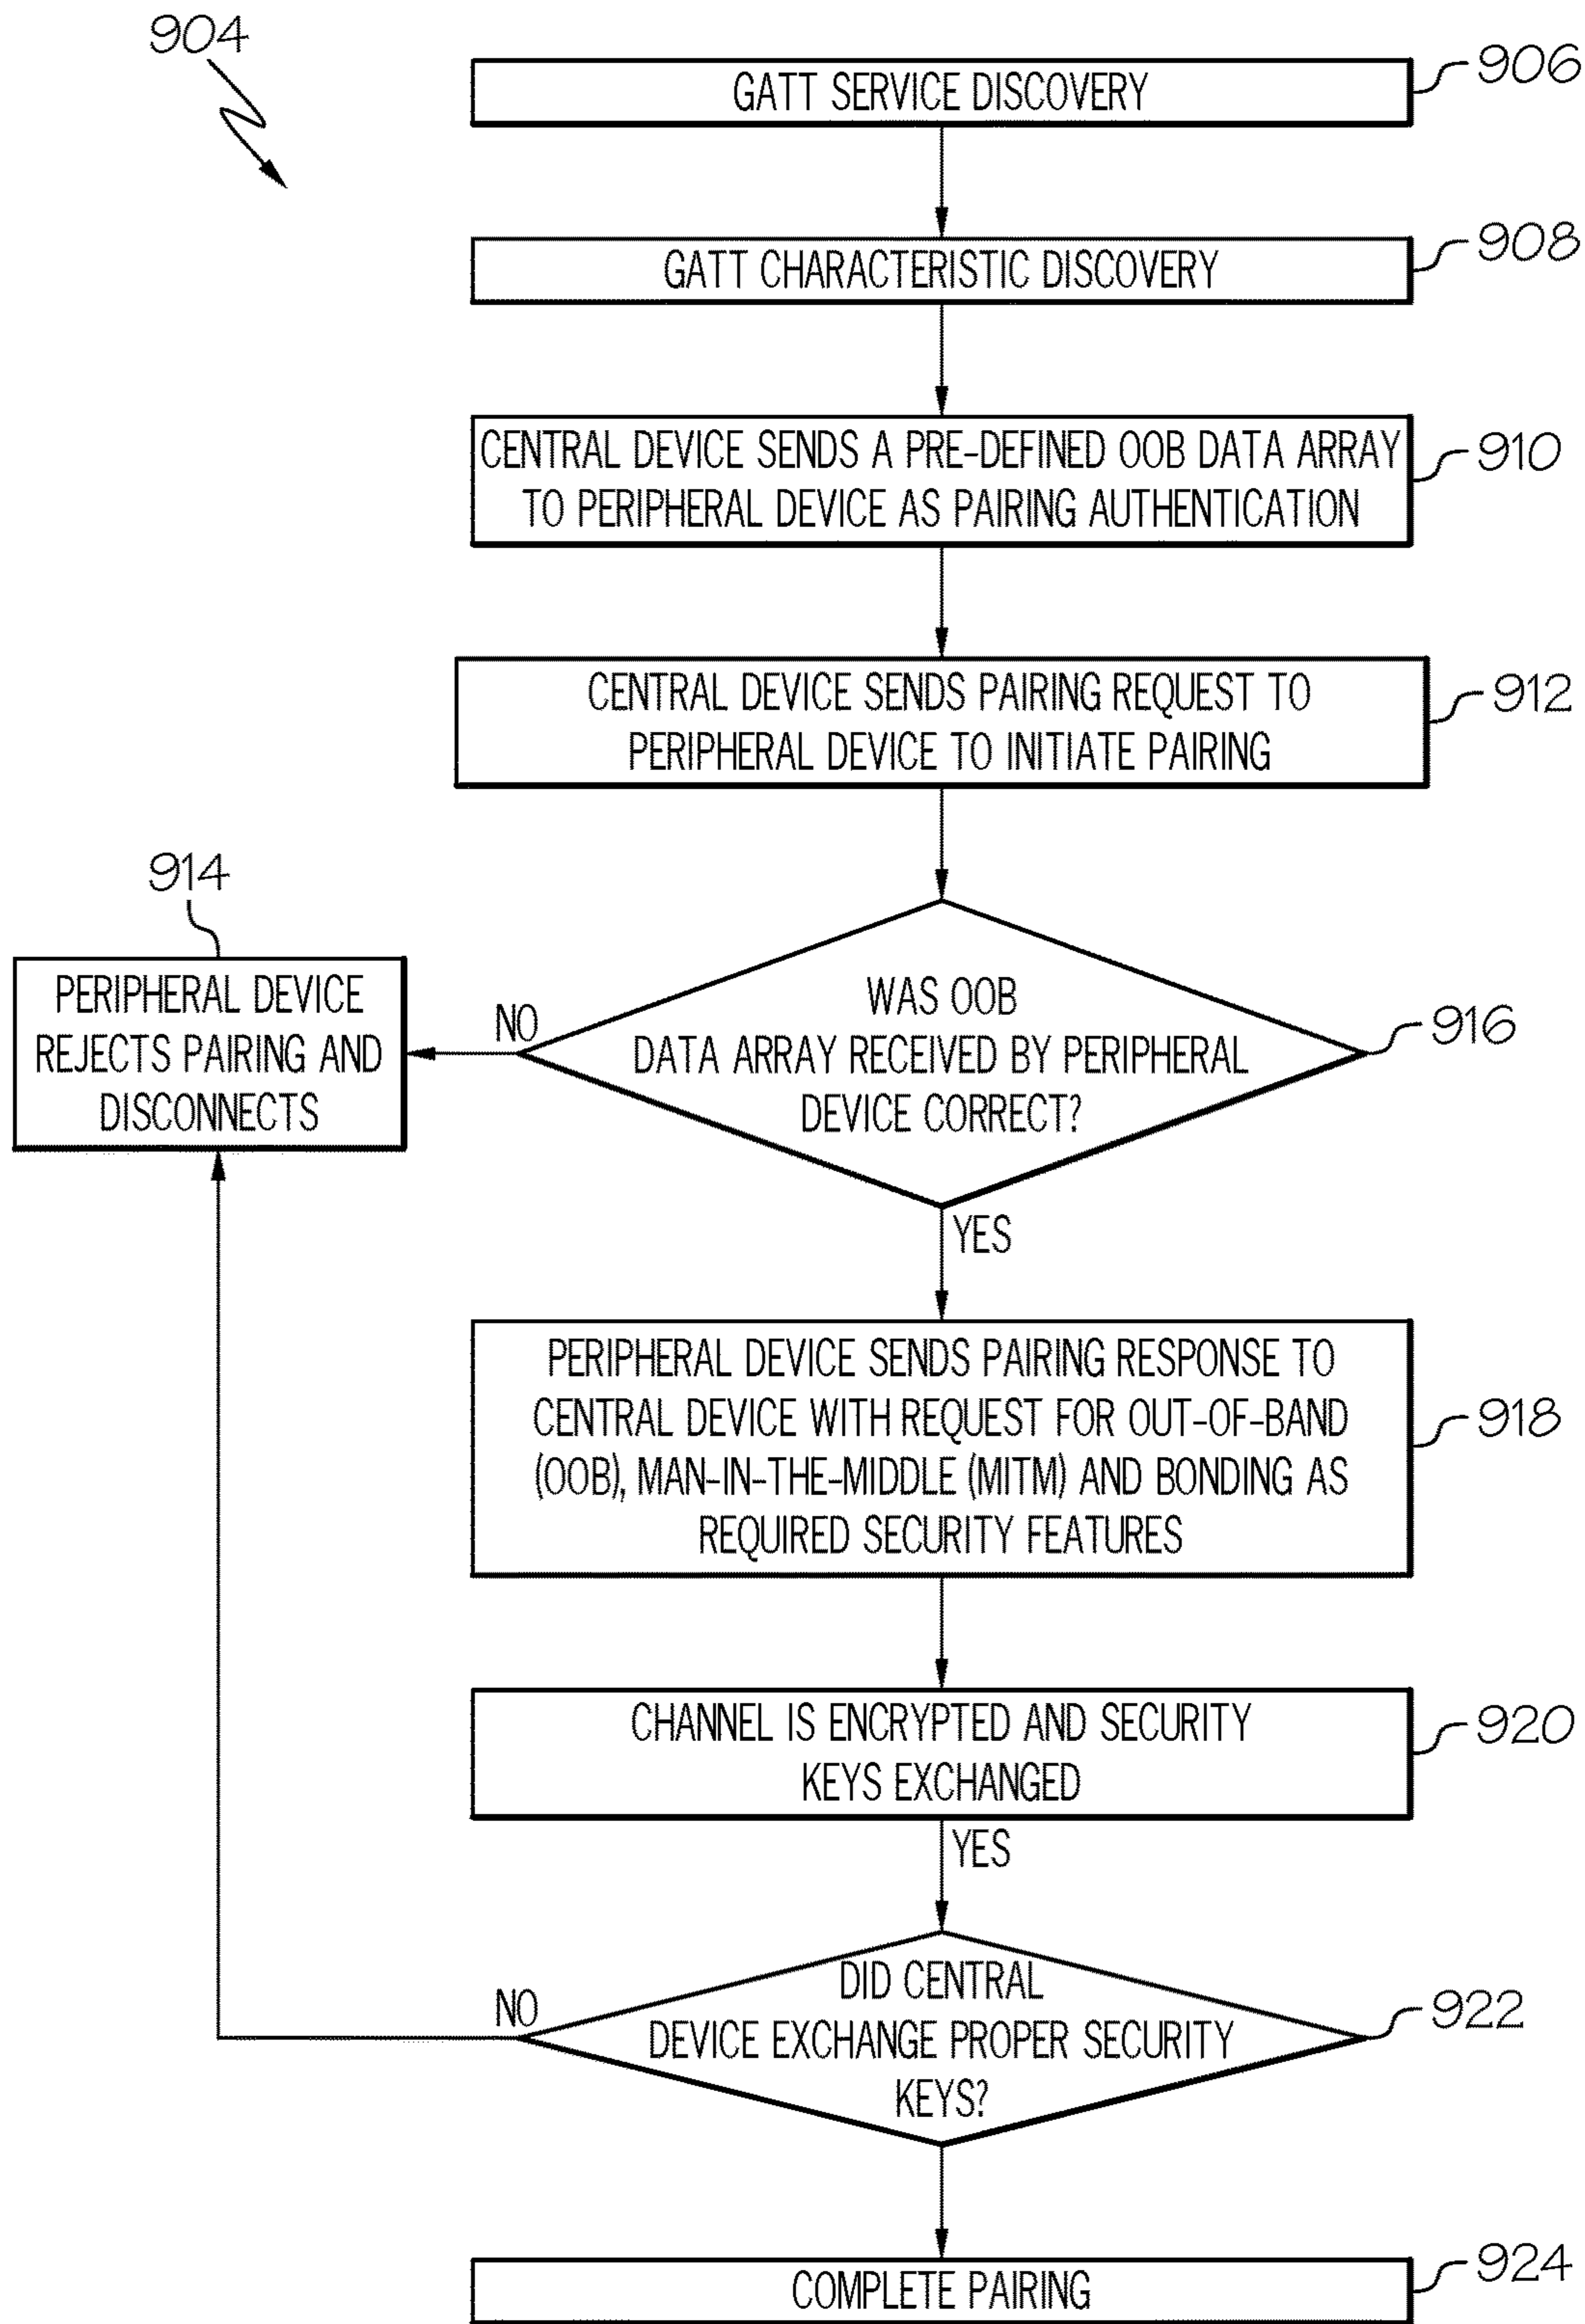 904
GATT SERVICE DISCOVERY
906
GATT CHARACTERISTIC DISCOVERY
908
CENTRAL DEVICE SENDS A PRE-DEFINED OOB DATA ARRAY
TO PERIPHERAL DEVICE AS PAIRING AUTHENTICATION
910
CENTRAL DEVICE SENDS PAIRING REQUEST TO
PERIPHERAL DEVICE TO INITIATE PAIRING
912
914
PERIPHERAL DEVICE
REJECTS PAIRING AND
DISCONNECTS
NO
WAS OOB
DATA ARRAY RECEIVED BY PERIPHERAL
DEVICE CORRECT?
916
YES
PERIPHERAL DEVICE SENDS PAIRING RESPONSE TO
CENTRAL DEVICE WITH REQUEST FOR OUT-OF-BAND
(OOB), MAN-IN-THE-MIDDLE (MITM) AND BONDING AS
REQUIRED SECURITY FEATURES
918
CHANNEL IS ENCRYPTED AND SECURITY
KEYS EXCHANGED
920
YES
NO
DID CENTRAL
DEVICE EXCHANGE PROPER SECURITY
KEYS?
922
COMPLETE PAIRING
924